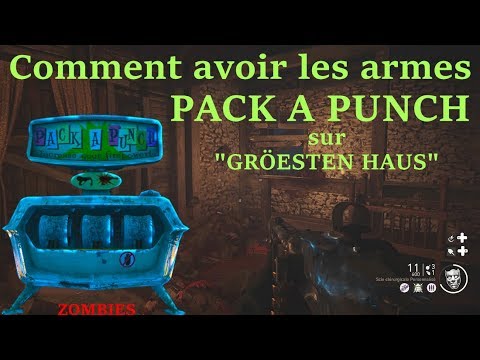 Comment avoir les armes
PACK A PUNCH
sur
"GRÖESTEN HAUS"
PACK A PUNCH
11
ZOMBIES